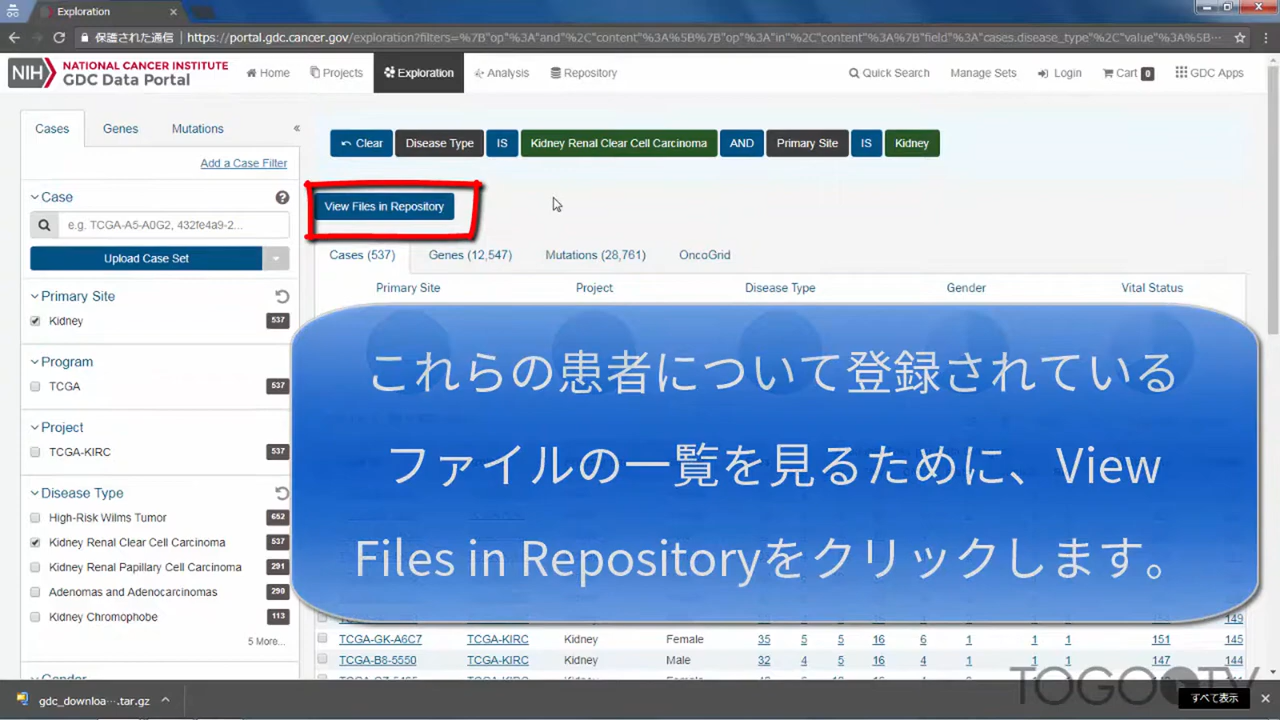 Exploration
保護された通信
https://portal.gdc.cancer.gov/exploration?filters=%7B"op"%3A"and"%2C"content"%3A%5B%7B"op"%3A"in"%2C"content"%3A%7B"field"%3A"cases.disease_type"%2C"value"%3A%5B…
NIH
NATIONAL CANCER INSTITUTE
GDC Data Portal
Home
Projects
Exploration
Analysis
Repository
Quick Search
Manage Sets
Login
Cart 0
GDC Apps
Cases
Genes
Mutations
«
Add a Case Filter
Case
e.g. TCGA-A5-A0G2, 432fe4a9-2...
Upload Case Set
Primary Site
Kidney 537
Program
TCGA 537
Project
TCGA-KIRC 537
Disease Type
High-Risk Wilms Tumor 652
Kidney Renal Clear Cell Carcinoma 537
Kidney Renal Papillary Cell Carcinoma 291
Adenomas and Adenocarcinomas 290
Kidney Chromophobe 113
5 More...
Clear
Disease Type
IS
Kidney Renal Clear Cell Carcinoma
AND
Primary Site
IS
Kidney
View Files in Repository
Cases (537)
Genes (12,547)
Mutations (28,761)
OncoGrid
Primary Site
Project
Disease Type
Gender
Vital Status
これらの患者について登録されている
ファイルの一覧を見るために、View
Files in Repositoryをクリックします。
149
TCGA-GK-A6C7 TCGA-KIRC Kidney Female 35 5 5 16 6 1 1 151 145
TCGA-B8-5550 TCGA-KIRC Kidney Male 32 4 5 16 4 1 1 147 144
TOGO TV
gdc_downloa….tar.gz
すべて表示